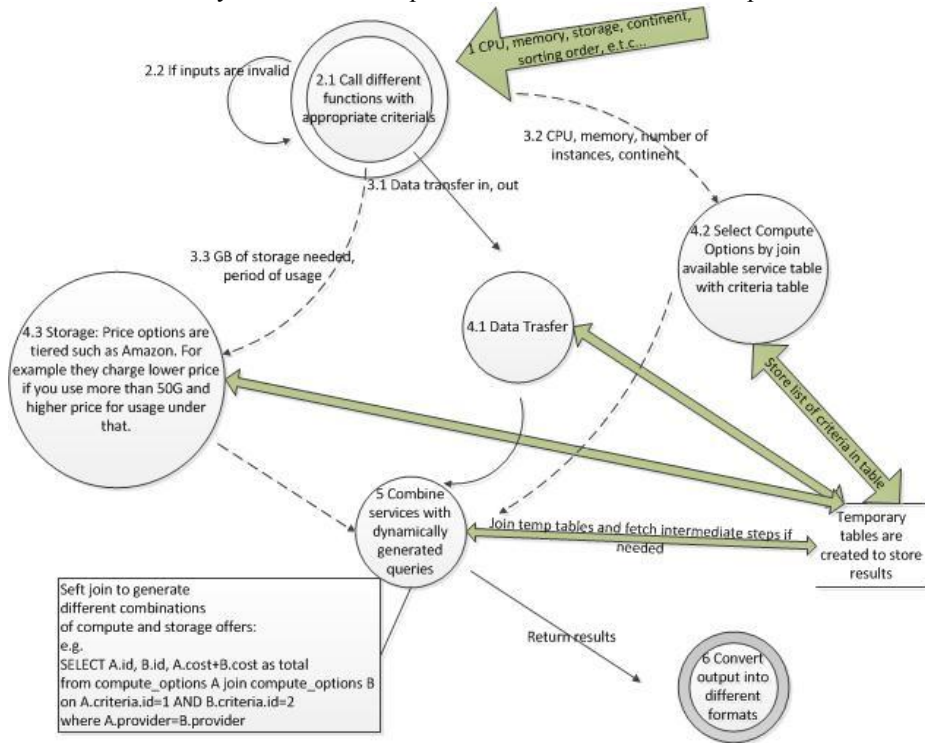 1 CPU, memory, storage, continent,
sorting order, e.t.c...
2.2 If inputs are invalid
2.1 Call different
functions with
appropriate criterials
3.2 CPU, memory, number of
instances, continent
3.1 Data transfer in, out
4.2 Select Compute
Options by join
available service table
with criteria table
3.3 GB of storage needed,
period of usage
4.1 Data Trasfer
4.3 Storage: Price options are
tiered such as Amazon. For
example they charge lower price
if you use more than 50G and
higher price for usage under
that.
Store list of criteria in table
5 Combine
services with
dynamically
generated
queries
Join temp tables and fetch intermediate steps if
needed
Temporary
tables are
created to store
results
Seft join to generate
different combinations
of compute and storage offers:
e.g.
SELECT A.id, B.id, A.cost+B.cost as total
from compute_options A join compute_options B
on A.criteria.id=1 AND B.criteria.id=2
where A.provider=B.provider
Return results
6 Convert
output into
different
formats